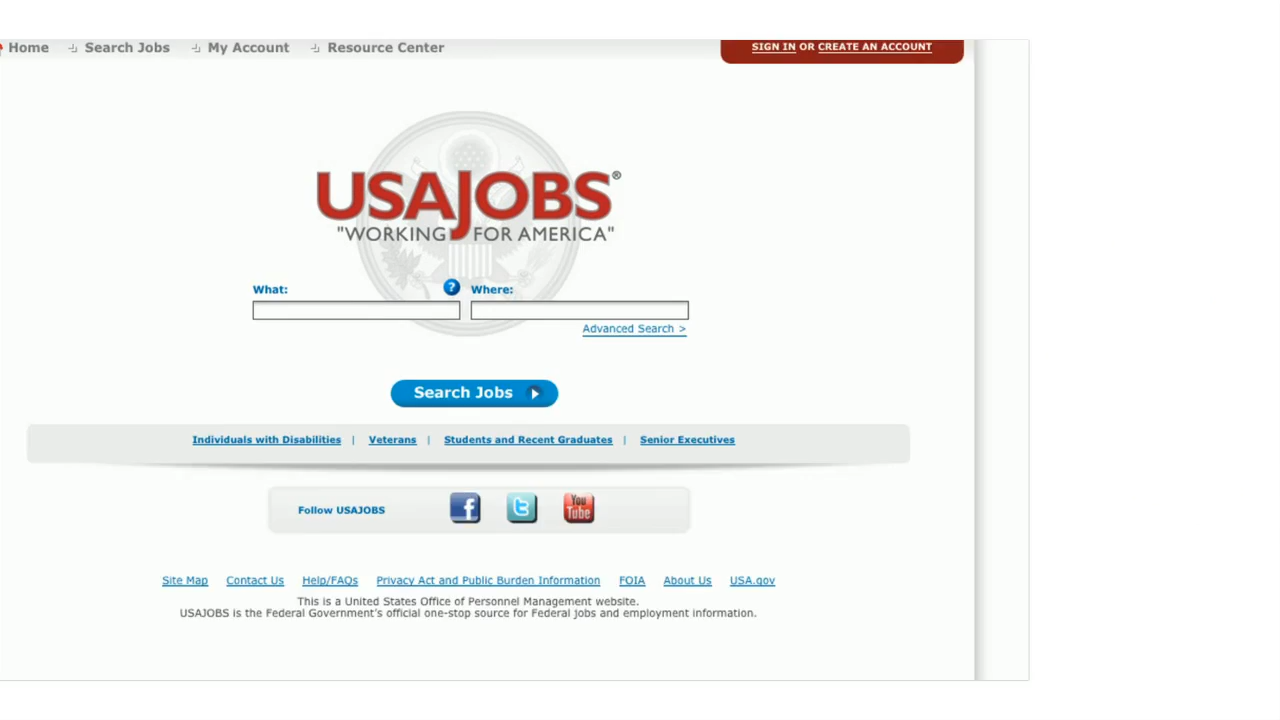 Home Search Jobs My Account Resource Center SIGN IN OR CREATE AN ACCOUNT
USAJOBS®
"WORKING FOR AMERICA"
What: ? Where:
Advanced Search >
Search Jobs
Individuals with Disabilities | Veterans | Students and Recent Graduates | Senior Executives
Follow USAJOBS f t You Tube
Site Map Contact Us Help/FAQs Privacy Act and Public Burden Information FOIA About Us USA.gov
This is a United States Office of Personnel Management website.
USAJOBS is the Federal Government's official one-stop source for Federal jobs and employment information.